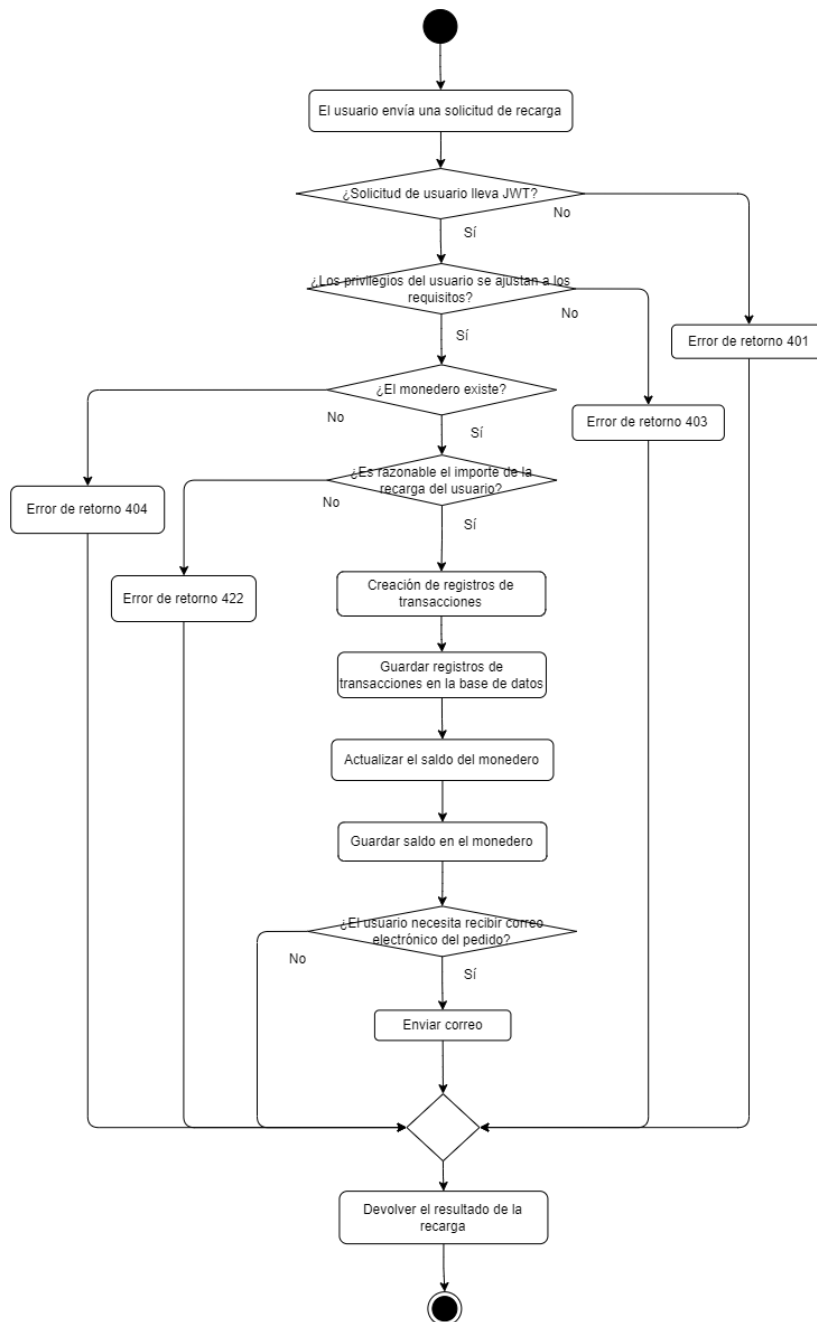 El usuario envía una solicitud de recarga
¿Solicitud de usuario lleva JWT?
No
Sí
¿Los privilegios del usuario se ajustan a los
requisitos?
No
Sí
Error de retorno 401
¿El monedero existe?
No
Sí
Error de retorno 403
¿Es razonable el importe de la
recarga del usuario?
No
Sí
Error de retorno 404
Creación de registros de
transacciones
Error de retorno 422
Guardar registros de
transacciones en la base de datos
Actualizar el saldo del monedero
Guardar saldo en el monedero
¿El usuario necesita recibir correo
electrónico del pedido?
No
Sí
Enviar correo
Devolver el resultado de la
recarga